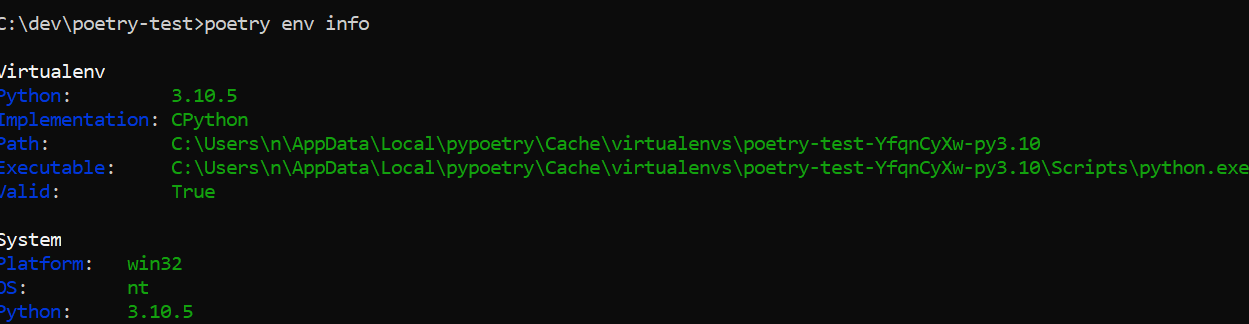 C:\dev\poetry-test>poetry env info
Virtualenv
Python: 3.10.5
Implementation: CPython
Path: C:\Users\n\AppData\Local\pypoetry\Cache\virtualenvs\poetry-test-YfqnCyXw-py3.10
Executable: C:\Users\n\AppData\Local\pypoetry\Cache\virtualenvs\poetry-test-YfqnCyXw-py3.10\Scripts\python.exe
Valid: True
System
Platform: win32
OS: nt
Python: 3.10.5